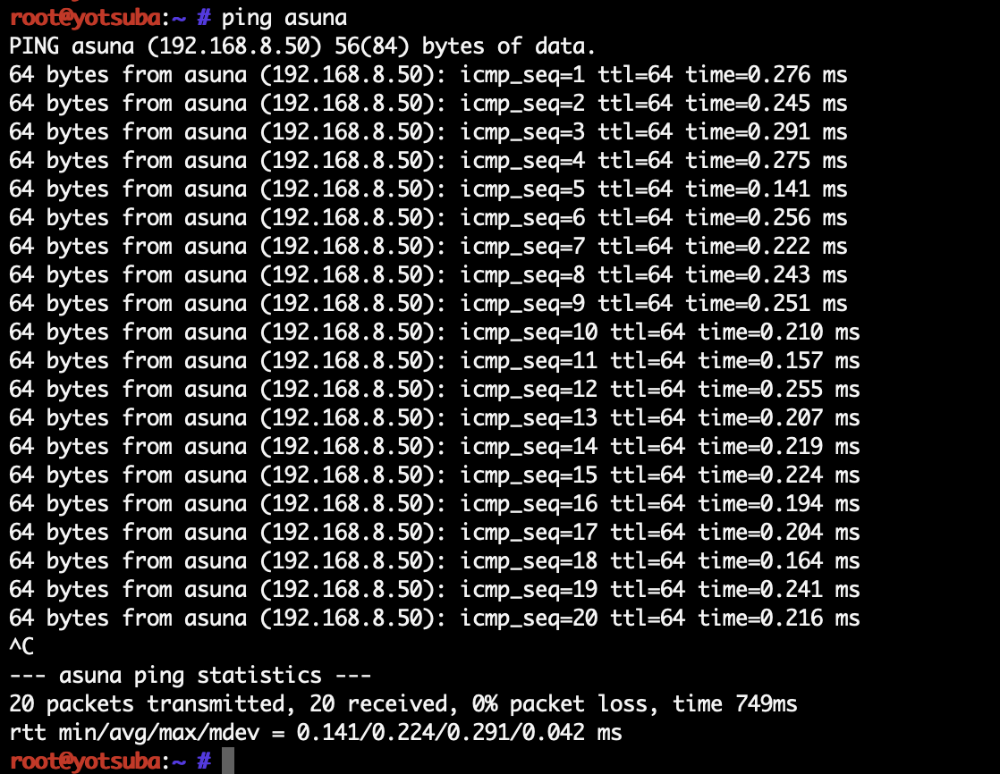 root@yotsuba:~ # ping asuna
PING asuna (192.168.8.50) 56(84) bytes of data.
64 bytes from asuna (192.168.8.50): icmp_seq=1 ttl=64 time=0.276 ms
64 bytes from asuna (192.168.8.50): icmp_seq=2 ttl=64 time=0.245 ms
64 bytes from asuna (192.168.8.50): icmp_seq=3 ttl=64 time=0.291 ms
64 bytes from asuna (192.168.8.50): icmp_seq=4 ttl=64 time=0.275 ms
64 bytes from asuna (192.168.8.50): icmp_seq=5 ttl=64 time=0.141 ms
64 bytes from asuna (192.168.8.50): icmp_seq=6 ttl=64 time=0.256 ms
64 bytes from asuna (192.168.8.50): icmp_seq=7 ttl=64 time=0.222 ms
64 bytes from asuna (192.168.8.50): icmp_seq=8 ttl=64 time=0.243 ms
64 bytes from asuna (192.168.8.50): icmp_seq=9 ttl=64 time=0.251 ms
64 bytes from asuna (192.168.8.50): icmp_seq=10 ttl=64 time=0.210 ms
64 bytes from asuna (192.168.8.50): icmp_seq=11 ttl=64 time=0.157 ms
64 bytes from asuna (192.168.8.50): icmp_seq=12 ttl=64 time=0.255 ms
64 bytes from asuna (192.168.8.50): icmp_seq=13 ttl=64 time=0.207 ms
64 bytes from asuna (192.168.8.50): icmp_seq=14 ttl=64 time=0.219 ms
64 bytes from asuna (192.168.8.50): icmp_seq=15 ttl=64 time=0.224 ms
64 bytes from asuna (192.168.8.50): icmp_seq=16 ttl=64 time=0.194 ms
64 bytes from asuna (192.168.8.50): icmp_seq=17 ttl=64 time=0.204 ms
64 bytes from asuna (192.168.8.50): icmp_seq=18 ttl=64 time=0.164 ms
64 bytes from asuna (192.168.8.50): icmp_seq=19 ttl=64 time=0.241 ms
64 bytes from asuna (192.168.8.50): icmp_seq=20 ttl=64 time=0.216 ms
^C
--- asuna ping statistics ---
20 packets transmitted, 20 received, 0% packet loss, time 749ms
rtt min/avg/max/mdev = 0.141/0.224/0.291/0.042 ms
root@yotsuba:~ #